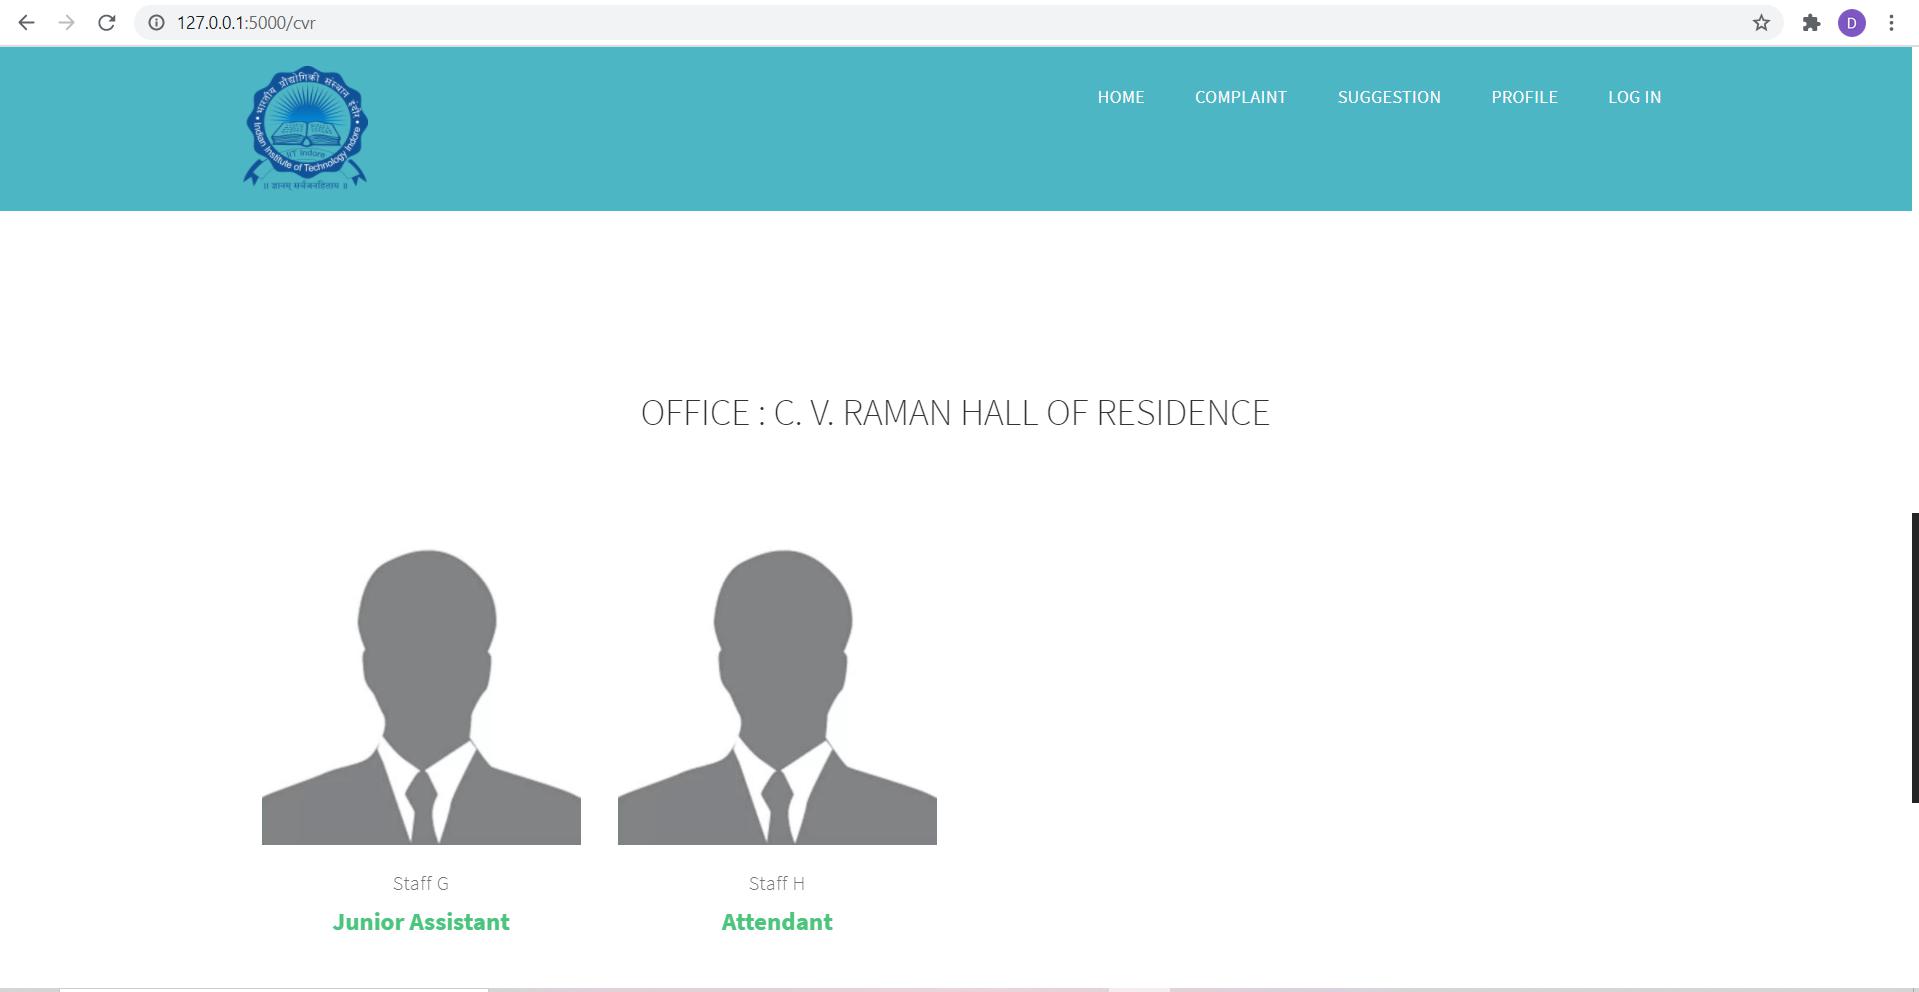 127.0.0.1:5000/cvr
D
भारतीय प्रौद्योगिकी संस्थान इंदौर
IIT Indore
Indian Institute of Technology Indore
॥ ज्ञानम् सर्वजनहिताय ॥
HOME COMPLAINT SUGGESTION PROFILE LOG IN
OFFICE : C. V. RAMAN HALL OF RESIDENCE
Staff G Staff H
Junior Assistant Attendant